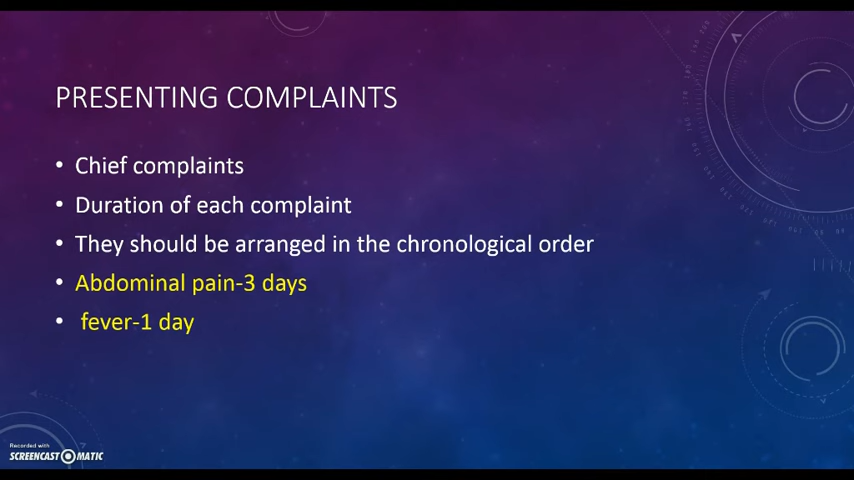 PRESENTING COMPLAINTS
• Chief complaints
• Duration of each complaint
• They should be arranged in the chronological order
• Abdominal pain-3 days
• fever-1 day
Recorded with
SCREENCAST-O-MATIC